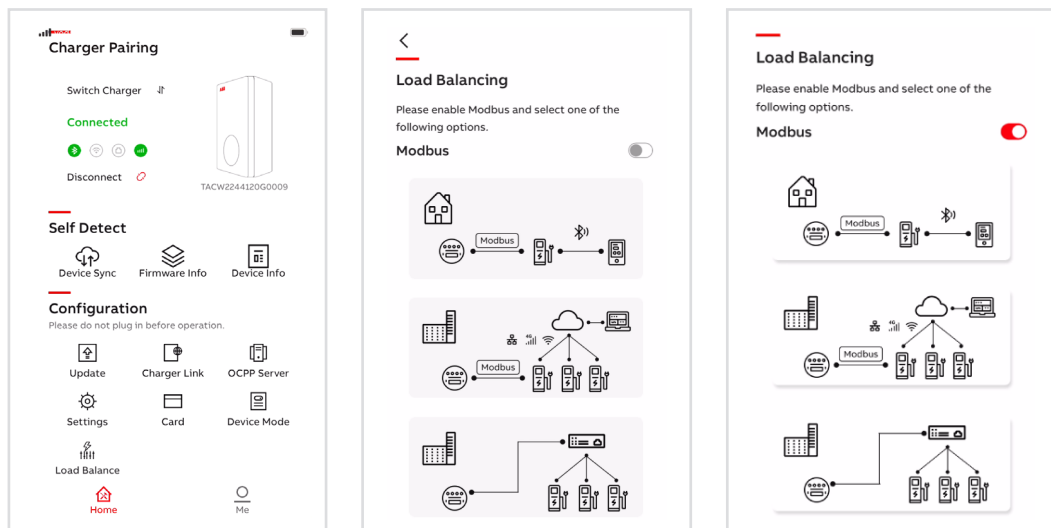 Charger Pairing
Switch Charger
Connected
Disconnect
TACW2244120G0009
Self Detect
Device Sync
Firmware Info
Device Info
Configuration
Please do not plug in before operation.
Update
Charger Link
OCPP Server
Settings
Card
Device Mode
Load Balance
Home
Me
Load Balancing
Please enable Modbus and select one of the
following options.
Modbus
Modbus
4G
Modbus
Load Balancing
Please enable Modbus and select one of the
following options.
Modbus
Modbus
4G
Modbus